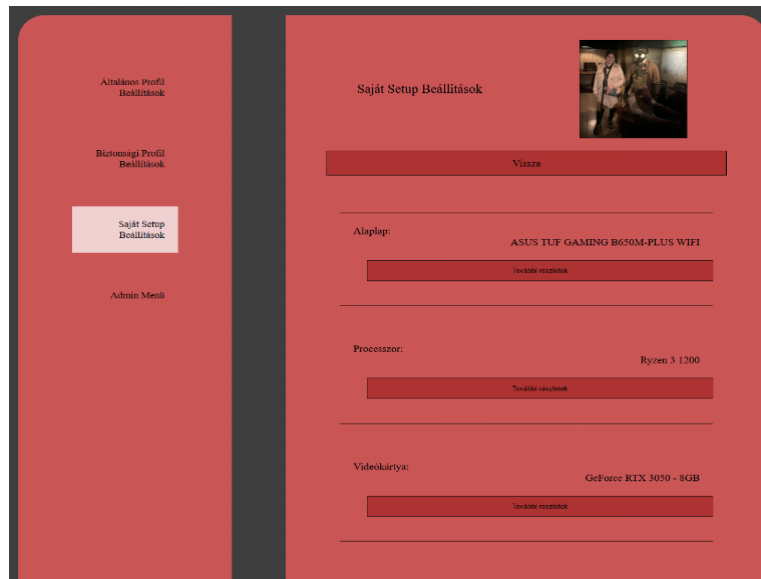 Általános Profil
Beállítások
Biztonsági Profil
Beállítások
Saját Setup
Beállítások
Admin Menü
Saját Setup Beállítások
Vissza
Alaplap:
ASUS TUF GAMING B650M-PLUS WIFI
További részletek
Processzor:
Ryzen 3 1200
További részletek
Videókártya:
GeForce RTX 3050 - 8GB
További részletek